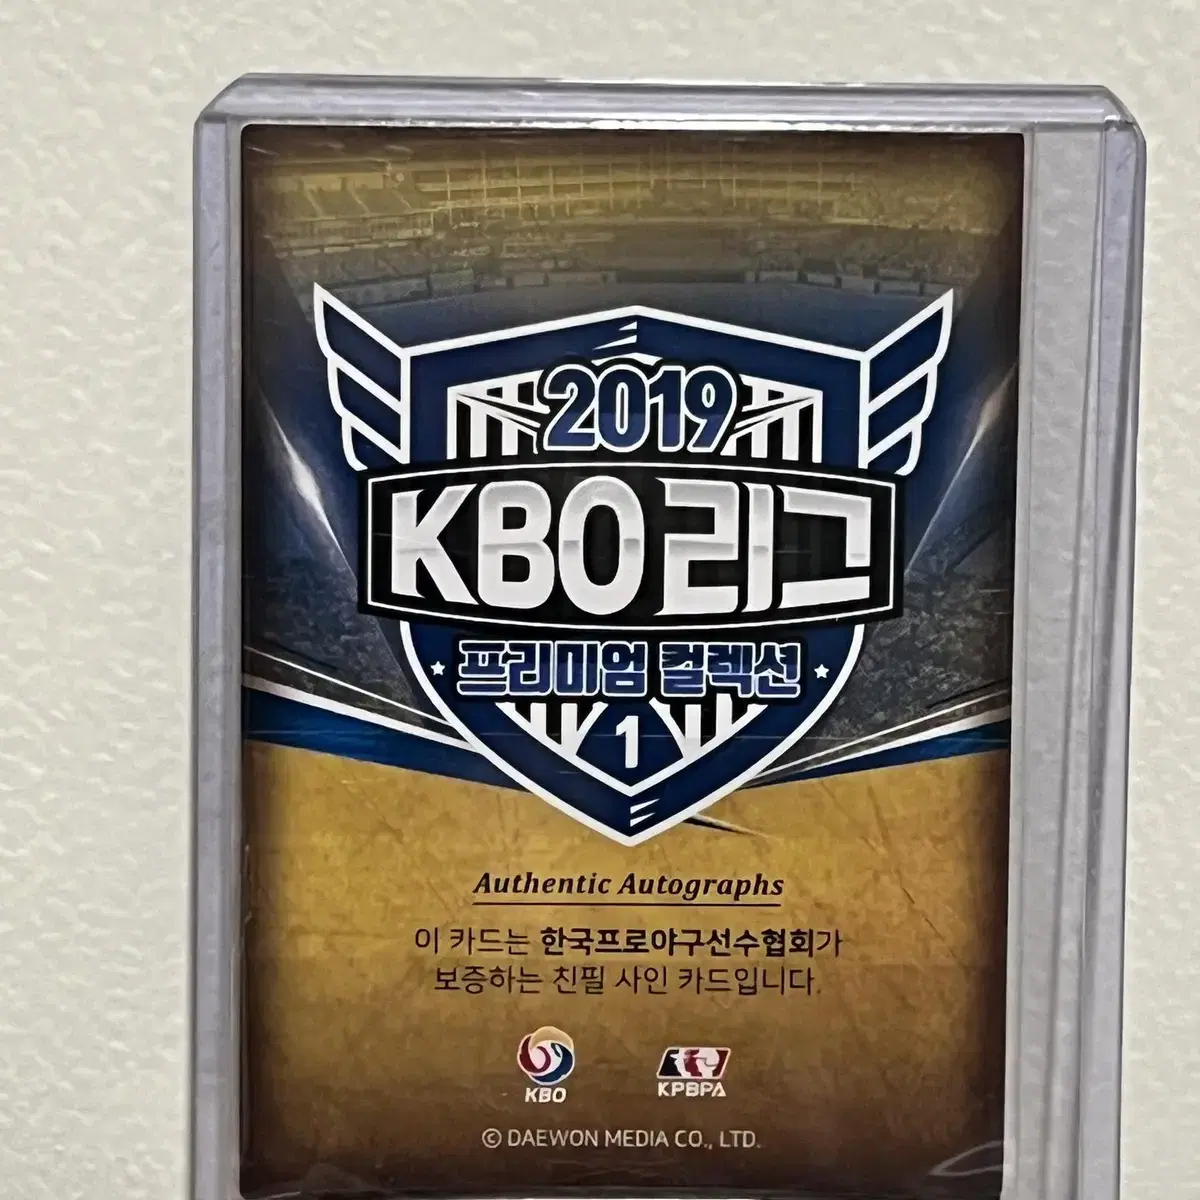 2019
KBO리그
프리미엄 컬렉션
1
Authentic Autographs
이 카드는 한국프로야구선수협회가
보증하는 친필 사인 카드입니다.
KBO
KPBPA
© DAEWON MEDIA CO., LTD.